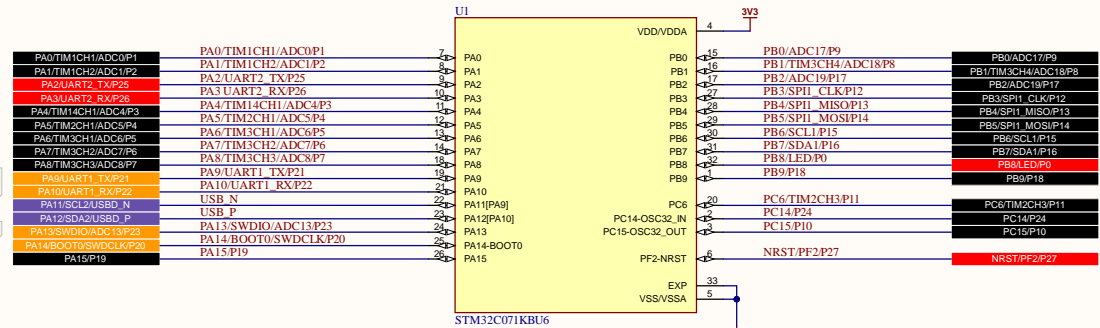 U1
3V3
VDD/VDDA 4
PA0/TIM1CH1/ADC0/P1 PA0/TIM1CH1/ADC0/P1 7 PA0 PB0 15 PB0/ADC17/P9 PB0/ADC17/P9
PA1/TIM1CH2/ADC1/P2 PA1/TIM1CH2/ADC1/P2 8 PA1 PB1 16 PB1/TIM3CH4/ADC18/P8 PB1/TIM3CH4/ADC18/P8
PA2/UART2_TX/P25 PA2/UART2_TX/P25 9 PA2 PB2 17 PB2/ADC19/P17 PB2/ADC19/P17
PA3/UART2_RX/P26 PA3 UART2_RX/P26 10 PA3 PB3 27 PB3/SPI1_CLK/P12 PB3/SPI1_CLK/P12
PA4/TIM14CH1/ADC4/P3 PA4/TIM14CH1/ADC4/P3 11 PA4 PB4 28 PB4/SPI1_MISO/P13 PB4/SPI1_MISO/P13
PA5/TIM2CH1/ADC5/P4 PA5/TIM2CH1/ADC5/P4 12 PA5 PB5 29 PB5/SPI1_MOSI/P14 PB5/SPI1_MOSI/P14
PA6/TIM3CH1/ADC6/P5 PA6/TIM3CH1/ADC6/P5 13 PA6 PB6 30 PB6/SCL1/P15 PB6/SCL1/P15
PA7/TIM3CH2/ADC7/P6 PA7/TIM3CH2/ADC7/P6 14 PA7 PB7 31 PB7/SDA1/P16 PB7/SDA1/P16
PA8/TIM3CH3/ADC8/P7 PA8/TIM3CH3/ADC8/P7 18 PA8 PB8 32 PB8/LED/P0 PB8/LED/P0
PA9/UART1_TX/P21 PA9/UART1_TX/P21 19 PA9 PB9 1 PB9/P18 PB9/P18
PA10/UART1_RX/P22 PA10/UART1_RX/P22 21 PA10
PA11/SCL2/USBD_N USB_N 22 PA11[PA9] PC6 20 PC6/TIM2CH3/P11 PC6/TIM2CH3/P11
PA12/SDA2/USBD_P USB_P 23 PA12[PA10] PC14-OSC32_IN 2 PC14/P24 PC14/P24
PA13/SWDIO/ADC13/P23 PA13/SWDIO/ADC13/P23 24 PA13 PC15-OSC32_OUT 3 PC15/P10 PC15/P10
PA14/BOOT0/SWDCLK/P20 PA14/BOOT0/SWDCLK/P20 25 PA14-BOOT0
PA15/P19 PA15/P19 26 PA15 PF2-NRST 6 NRST/PF2/P27 NRST/PF2/P27
EXP 33
VSS/VSSA 5
STM32C071KBU6